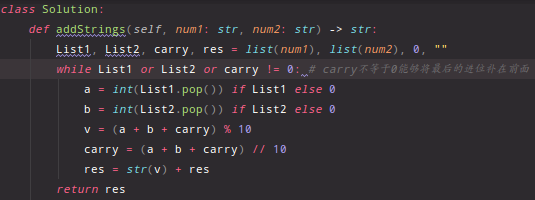 class Solution:
def addStrings(self, num1: str, num2: str) -> str:
List1, List2, carry, res = list(num1), list(num2), 0, ""
while List1 or List2 or carry != 0: # carry不等于0能够将最后的进位补在前面
a = int(List1.pop()) if List1 else 0
b = int(List2.pop()) if List2 else 0
v = (a + b + carry) % 10
carry = (a + b + carry) // 10
res = str(v) + res
return res